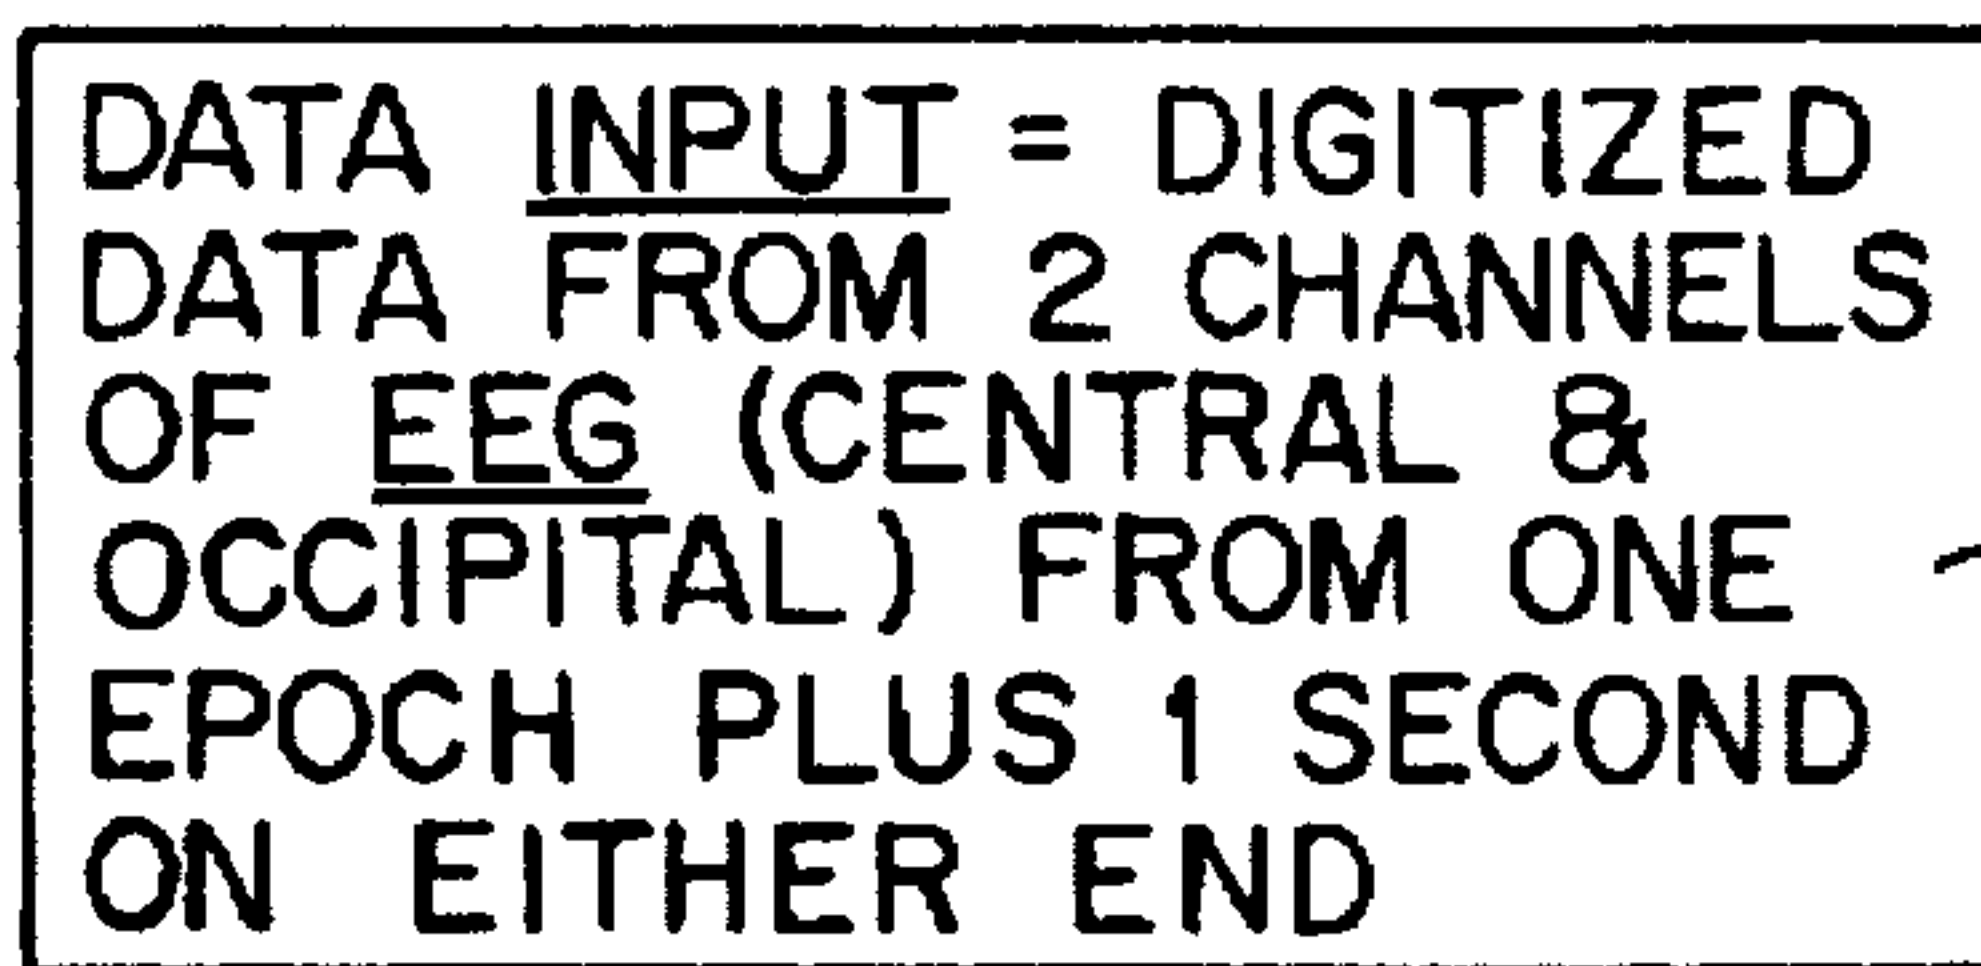 DATA INPUT = DIGITIZED
DATA FROM 2 CHANNELS
OF EEG (CENTRAL &
OCCIPITAL) FROM ONE
EPOCH PLUS 1 SECOND
ON EITHER END